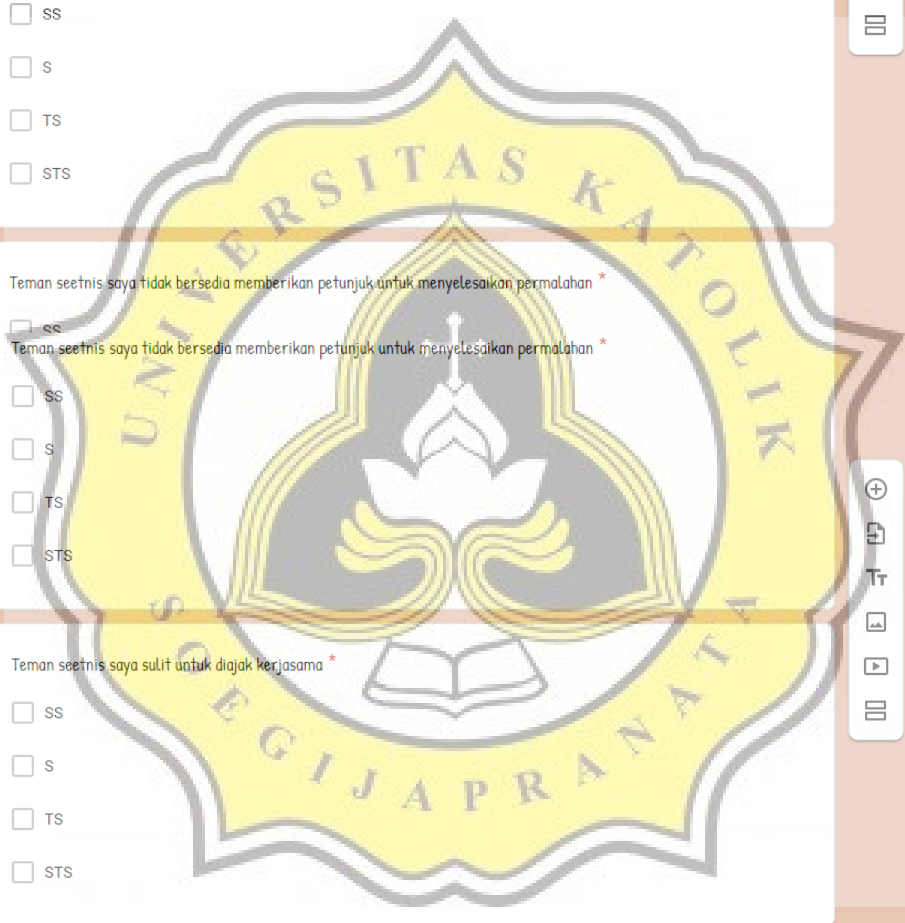 SS
S
TS
STS
Teman seetnis saya tidak bersedia memberikan petunjuk untuk menyelesaikan permalahan *
SS
Teman seetnis saya tidak bersedia memberikan petunjuk untuk menyelesaikan permalahan *
SS
S
TS
STS
Teman seetnis saya sulit untuk diajak kerjasama *
SS
S
TS
STS
UNIVERSITAS KATOLIK
SOEGIJAPRANATA
Tт